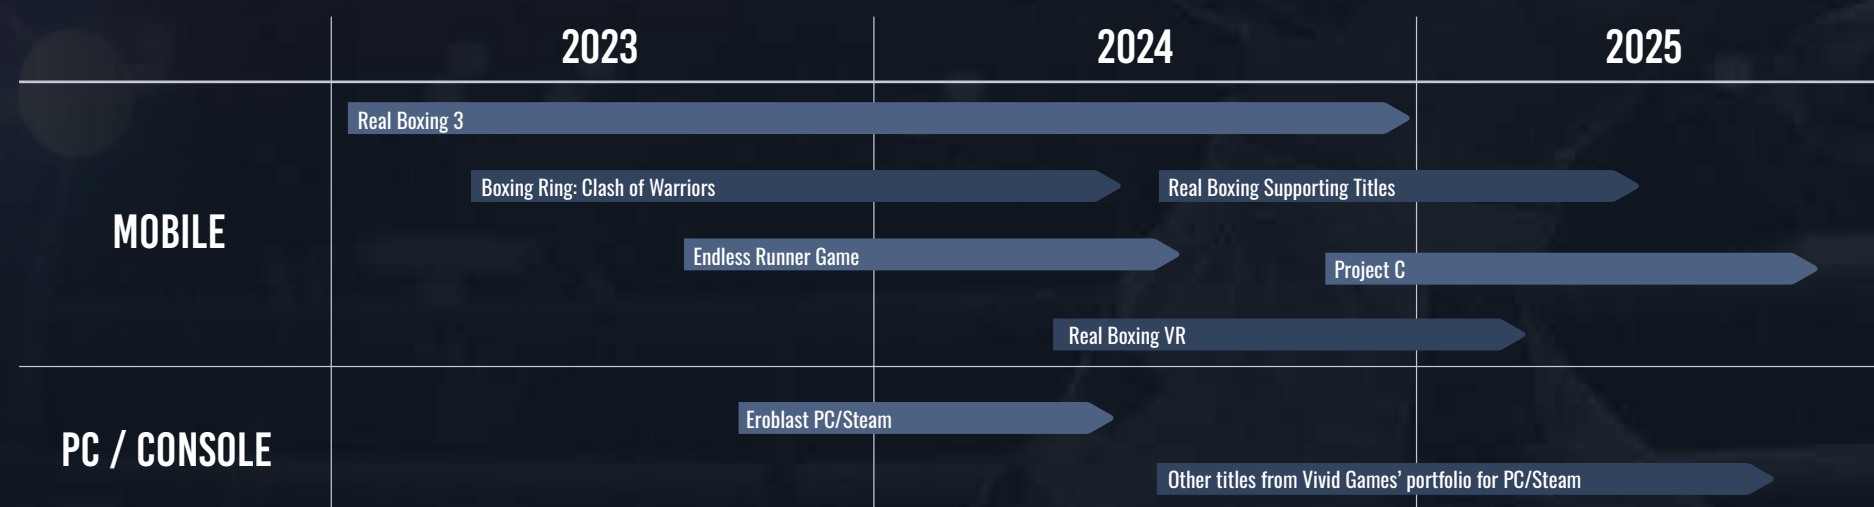 2023
2024
2025
MOBILE
Real Boxing 3
Boxing Ring: Clash of Warriors
Real Boxing Supporting Titles
Endless Runner Game
Project C
Real Boxing VR
PC / CONSOLE
Eroblast PC/Steam
Other titles from Vivid Games’ portfolio for PC/Steam